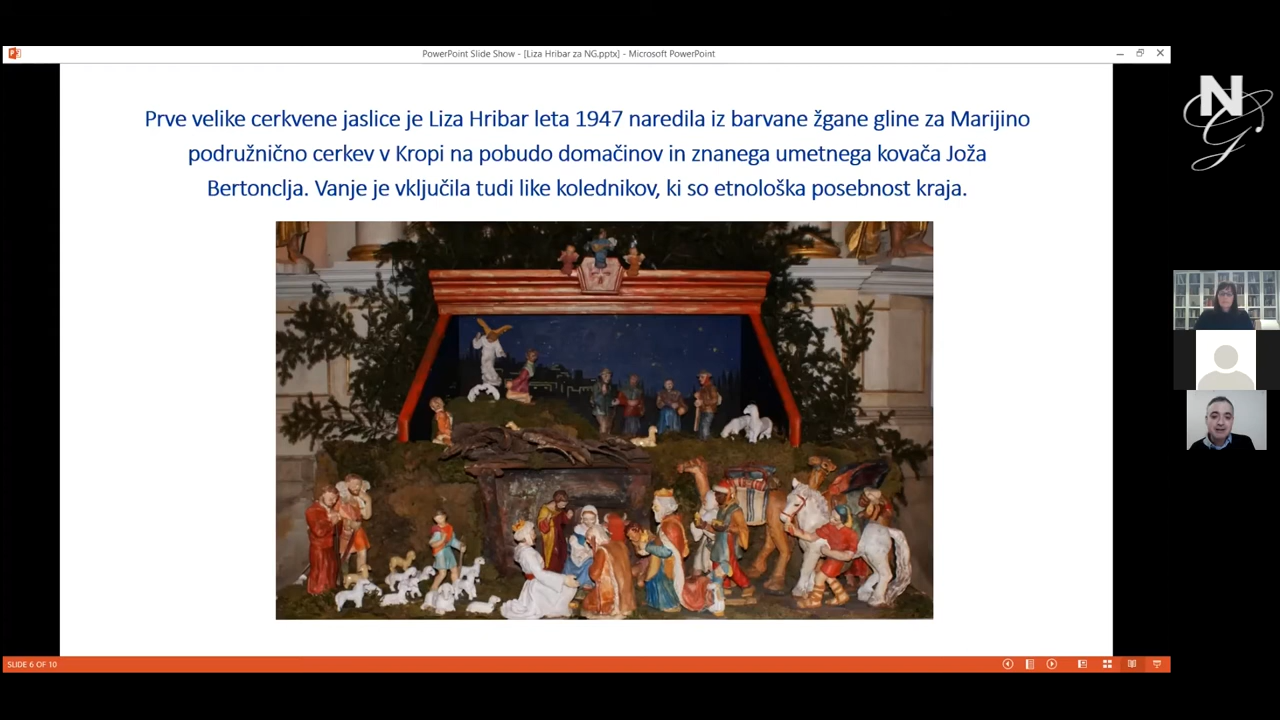 PowerPoint Slide Show - [Liza Hribar za NG.pptx] - Microsoft PowerPoint
Prve velike cerkvene jaslice je Liza Hribar leta 1947 naredila iz barvane žgane gline za Marijino
podružnično cerkev v Kropi na pobudo domačinov in znanega umetnega kovača Joža
Bertonclja. Vanje je vključila tudi like kolednikov, ki so etnološka posebnost kraja.
NG
SLIDE 6 OF 10